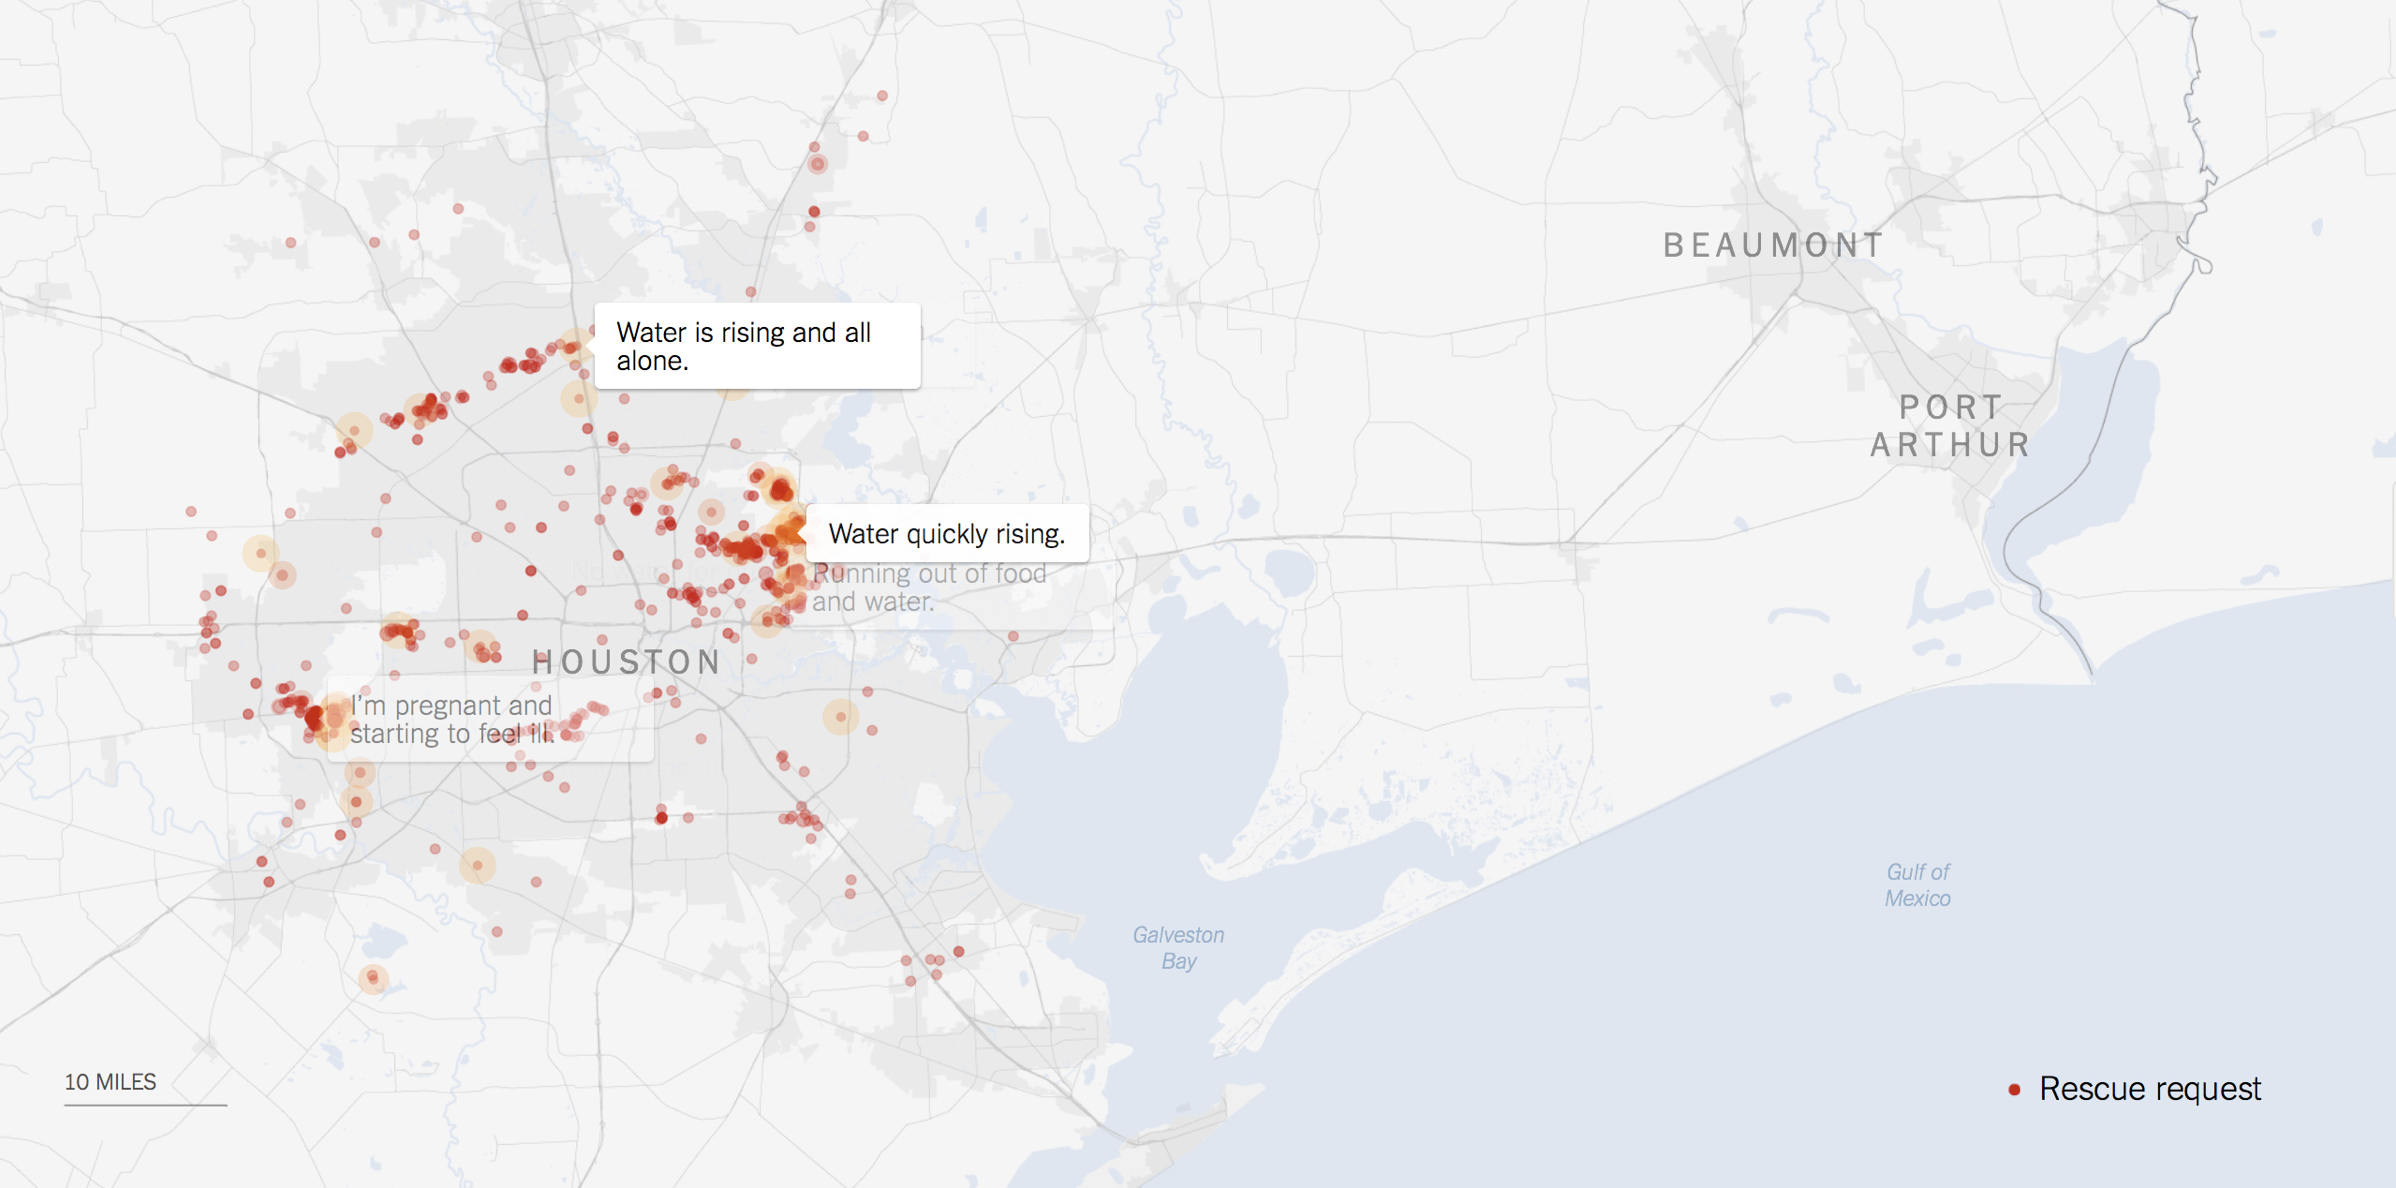 BEAUMONT
Water is rising and all
alone.
PORT
ARTHUR
Water quickly rising.
Running out of food
and water.
HOUSTON
I'm pregnant and
starting to feel ill.
Gulf of
Mexico
Galveston
Bay
10 MILES
Rescue request